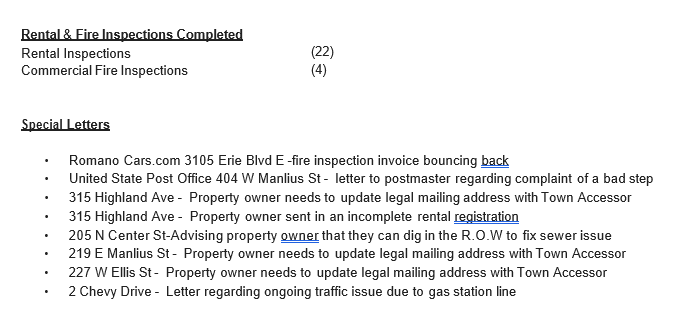 Rental & Fire Inspections Completed
Rental Inspections (22)
Commercial Fire Inspections (4)
Special Letters
• Romano Cars.com 3105 Erie Blvd E -fire inspection invoice bouncing back
• United State Post Office 404 W Manlius St - letter to postmaster regarding complaint of a bad step
• 315 Highland Ave - Property owner needs to update legal mailing address with Town Accessor
• 315 Highland Ave - Property owner sent in an incomplete rental registration
• 205 N Center St-Advising property owner that they can dig in the R.O.W to fix sewer issue
• 219 E Manlius St - Property owner needs to update legal mailing address with Town Accessor
• 227 W Ellis St - Property owner needs to update legal mailing address with Town Accessor
• 2 Chevy Drive - Letter regarding ongoing traffic issue due to gas station line